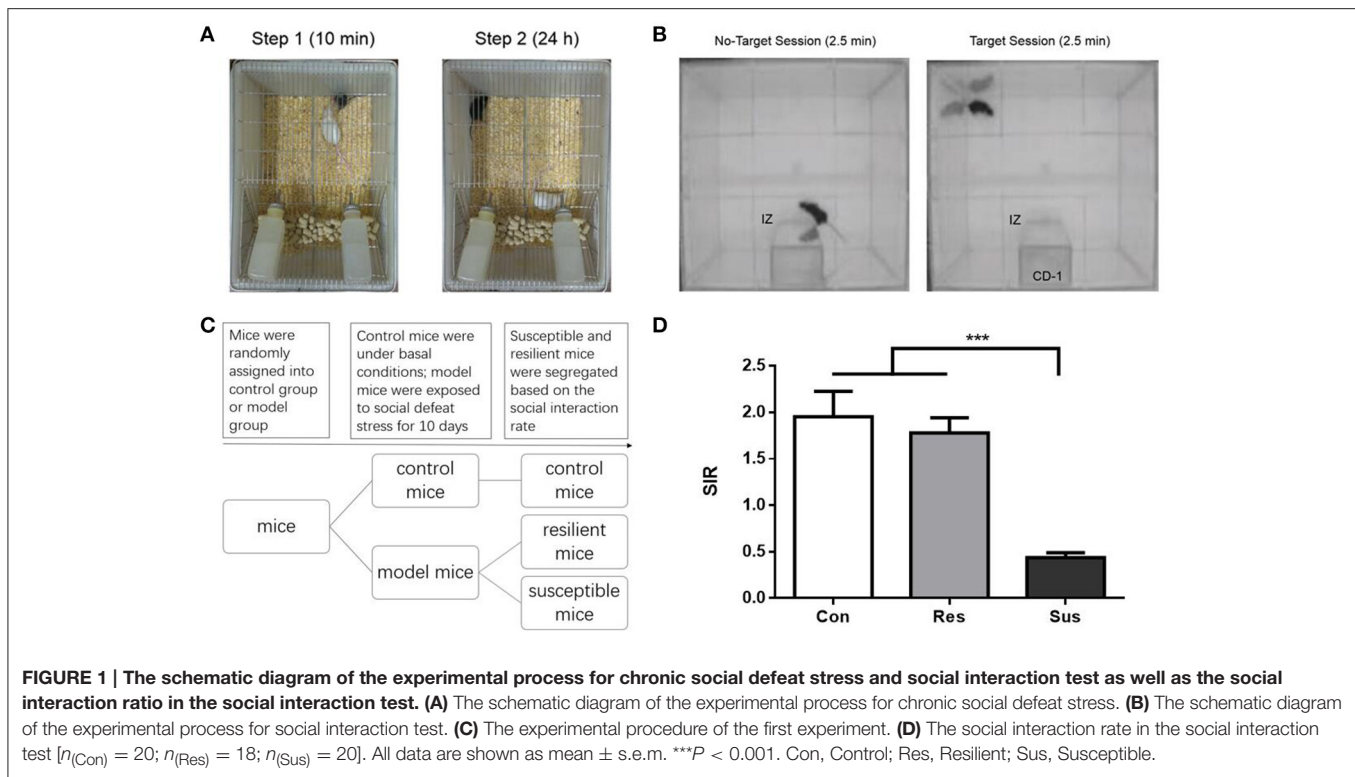 A
Step 1 (10 min)
Step 2 (24 h)
B
No-Target Session (2.5 min)
Target Session (2.5 min)
IZ
IZ
CD-1
C
Mice were
randomly
assigned into
control group
or model
group
Control mice were
under basal
conditions; model
mice were exposed
to social defeat
stress for 10 days
Susceptible and
resilient mice
were segregated
based on the
social interaction
rate
mice
control
mice
model mice
control
mice
resilient
mice
susceptible
mice
D
***
SIR
2.5
2.0
1.5
1.0
0.5
0.0
Con
Res
Sus
FIGURE 1 | The schematic diagram of the experimental process for chronic social defeat stress and social interaction test as well as the social
interaction ratio in the social interaction test. (A) The schematic diagram of the experimental process for chronic social defeat stress. (B) The schematic diagram
of the experimental process for social interaction test. (C) The experimental procedure of the first experiment. (D) The social interaction rate in the social interaction
test [n(Con) = 20; n(Res) = 18; n(Sus) = 20]. All data are shown as mean ± s.e.m. ***P < 0.001. Con, Control; Res, Resilient; Sus, Susceptible.